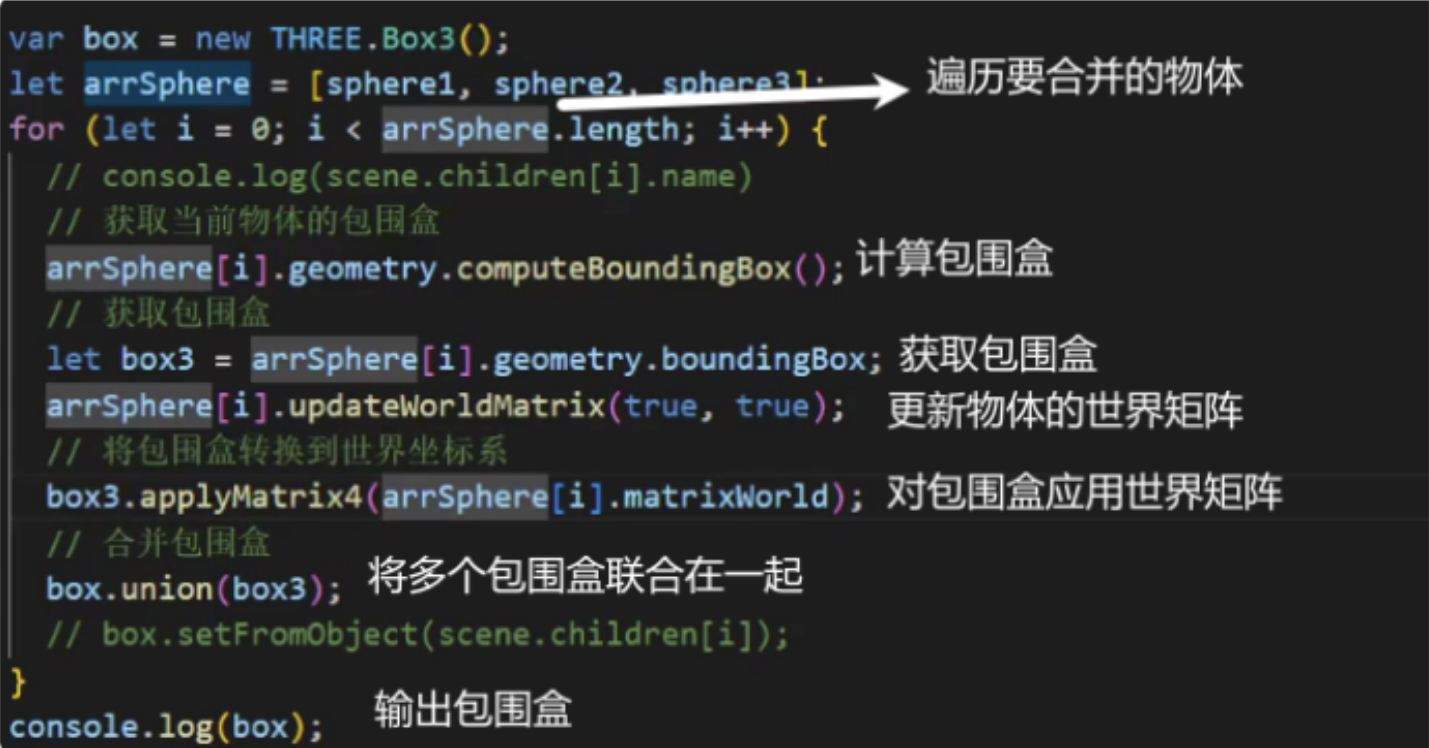 var box = new THREE.Box3();
let arrSphere = [sphere1, sphere2, sphere3]; 遍历要合并的物体
for (let i = 0; i < arrSphere.length; i++) {
// console.log(scene.children[i].name)
// 获取当前物体的包围盒
arrSphere[i].geometry.computeBoundingBox(); 计算包围盒
// 获取包围盒
let box3 = arrSphere[i].geometry.boundingBox; 获取包围盒
arrSphere[i].updateWorldMatrix(true, true); 更新物体的世界矩阵
// 将包围盒转换到世界坐标系
box3.applyMatrix4(arrSphere[i].matrixWorld); 对包围盒应用世界矩阵
// 合并包围盒
box.union(box3); 将多个包围盒联合在一起
// box.setFromObject(scene.children[i]);
}
console.log(box); 输出包围盒